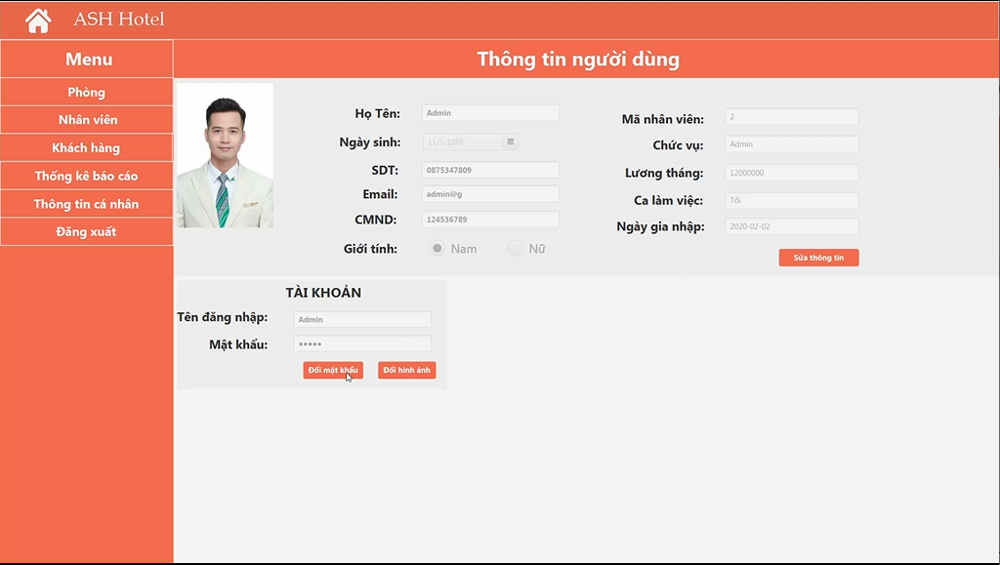 ASH Hotel
Menu
Phòng
Nhân viên
Khách hàng
Thống kê báo cáo
Thông tin cá nhân
Đăng xuất
Thông tin người dùng
Họ Tên: Admin
Ngày sinh: 11/1/1988
SDT: 0875347809
Email: admin@g
CMND: 124536789
Giới tính: Nam Nữ
Mã nhân viên: 2
Chức vụ: Admin
Lương tháng: 12000000
Ca làm việc: Tối
Ngày gia nhập: 2020-02-02
Sửa thông tin
TÀI KHOẢN
Tên đăng nhập: Admin
Mật khẩu: •••••
Đổi mật khẩu Đổi hình ảnh